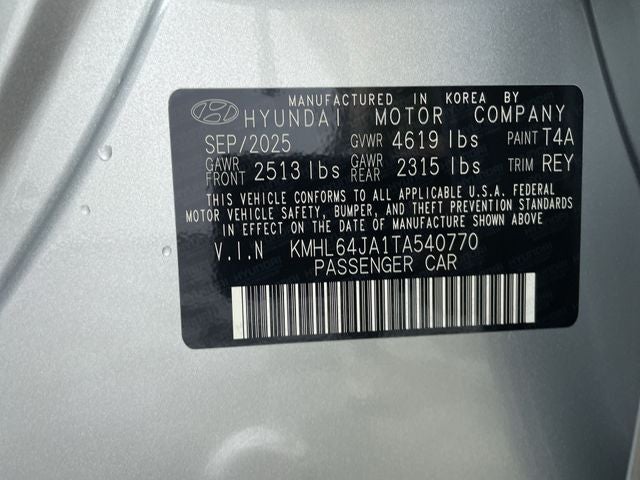 MANUFACTURED IN KOREA BY
HYUNDAI MOTOR COMPANY
SEP/2025 GVWR 4619 lbs PAINT T4A
GAWR FRONT 2513 lbs GAWR REAR 2315 lbs TRIM REY
THIS VEHICLE CONFORMS TO ALL APPLICABLE U.S.A. FEDERAL
MOTOR VEHICLE SAFETY, BUMPER, AND THEFT PREVENTION STANDARDS
IN EFFECT ON THE DATE OF MANUFACTURE SHOWN ABOVE.
V.I.N KMHL64JA1TA540770
PASSENGER CAR